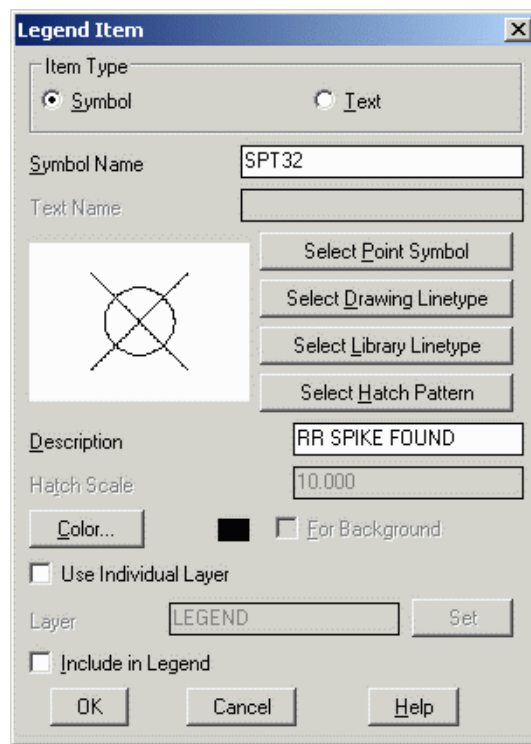 Legend Item
Item Type
Symbol Text
Symbol Name SPT32
Text Name
Select Point Symbol
Select Drawing Linetype
Select Library Linetype
Select Hatch Pattern
Description RR SPIKE FOUND
Hatch Scale 10.000
Color... For Background
Use Individual Layer
Layer LEGEND Set
Include in Legend
OK Cancel Help